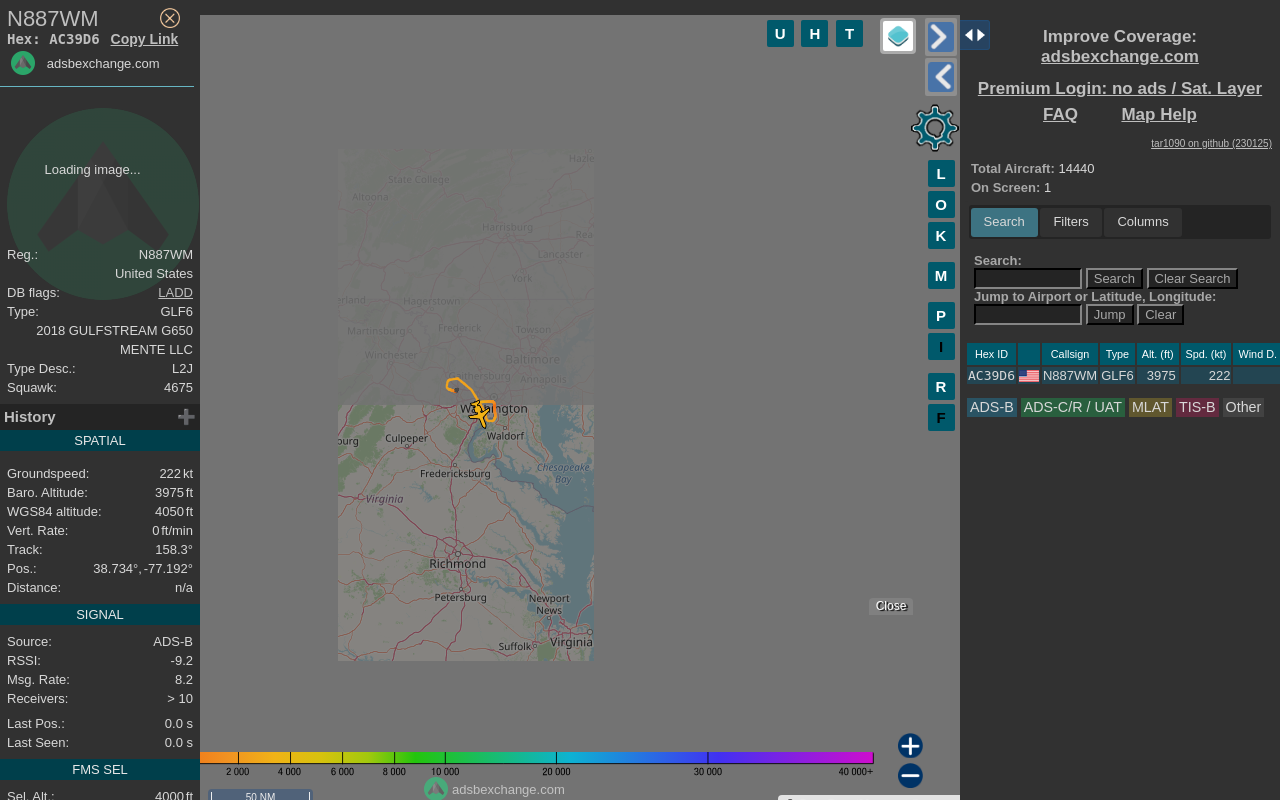 N887WM
Hex: AC39D6 Copy Link
adsbexchange.com
Loading image...
Reg.: N887WM
United States
DB flags: LADD
Type: GLF6
2018 GULFSTREAM G650
MENTE LLC
Type Desc.: L2J
Squawk: 4675
History
SPATIAL
Groundspeed: 222 kt
Baro. Altitude: 3975 ft
WGS84 altitude: 4050 ft
Vert. Rate: 0 ft/min
Track: 158.3°
Pos.: 38.734°, -77.192°
Distance: n/a
SIGNAL
Source: ADS-B
RSSI: -9.2
Msg. Rate: 8.2
Receivers: > 10
Last Pos.: 0.0 s
Last Seen: 0.0 s
FMS SEL
Sel. Alt.: 4000 ft
U H T
L
O
K
M
P
I
R
F
State College
Altoona
Harrisburg
Lancaster
York
Hagerstown
Martinsburg
Frederick
Towson
Winchester
Baltimore
Annapolis
Washington
Culpeper
Waldorf
Fredericksburg
Chesapeake
Bay
Virginia
Richmond
Petersburg
Newport
News
Suffolk
Virginia
Close
2 000 4 000 6 000 8 000 10 000 20 000 30 000 40 000+
adsbexchange.com
50 NM
Improve Coverage:
adsbexchange.com
Premium Login: no ads / Sat. Layer
FAQ Map Help
tar1090 on github (230125)
Total Aircraft: 14440
On Screen: 1
Search Filters Columns
Search:
Search Clear Search
Jump to Airport or Latitude, Longitude:
Jump Clear
Hex ID Callsign Type Alt. (ft) Spd. (kt) Wind D.
AC39D6 N887WM GLF6 3975 222
ADS-B ADS-C/R / UAT MLAT TIS-B Other